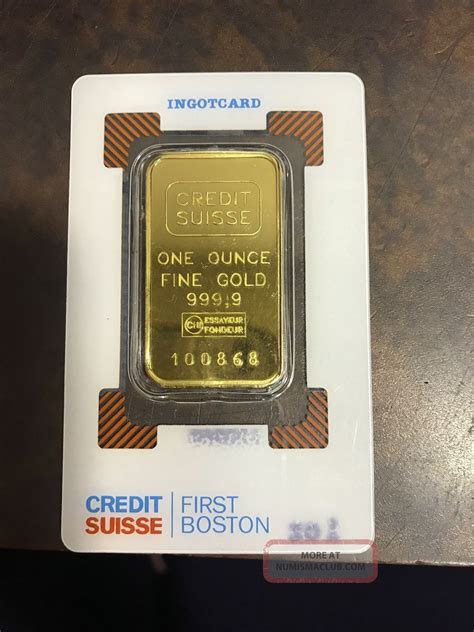 INGOTCARD
CREDIT
SUISSE
ONE OUNCE
FINE GOLD
999,9
CHI ESSAYEUR
FONDEUR
100868
CREDIT
SUISSE
FIRST
BOSTON
MORE AT
NUMISMACLUB.COM